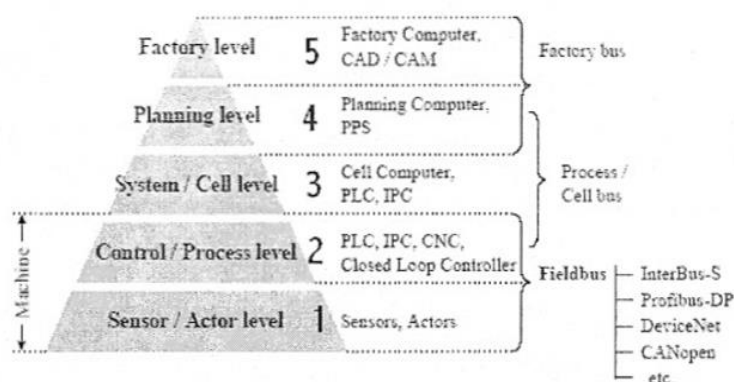 Factory level 5 Factory Computer,
CAD / CAM
Factory bus
Planning level 4 Planning Computer,
PPS
System / Cell level 3 Cell Computer,
PLC, IPC
Process /
Cell bus
Machine
Control / Process level 2 PLC, IPC, CNC,
Closed Loop Controller
Sensor / Actor level 1 Sensors, Actors
Fieldbus
InterBus-S
Profibus-DP
DeviceNet
CANopen
etc.